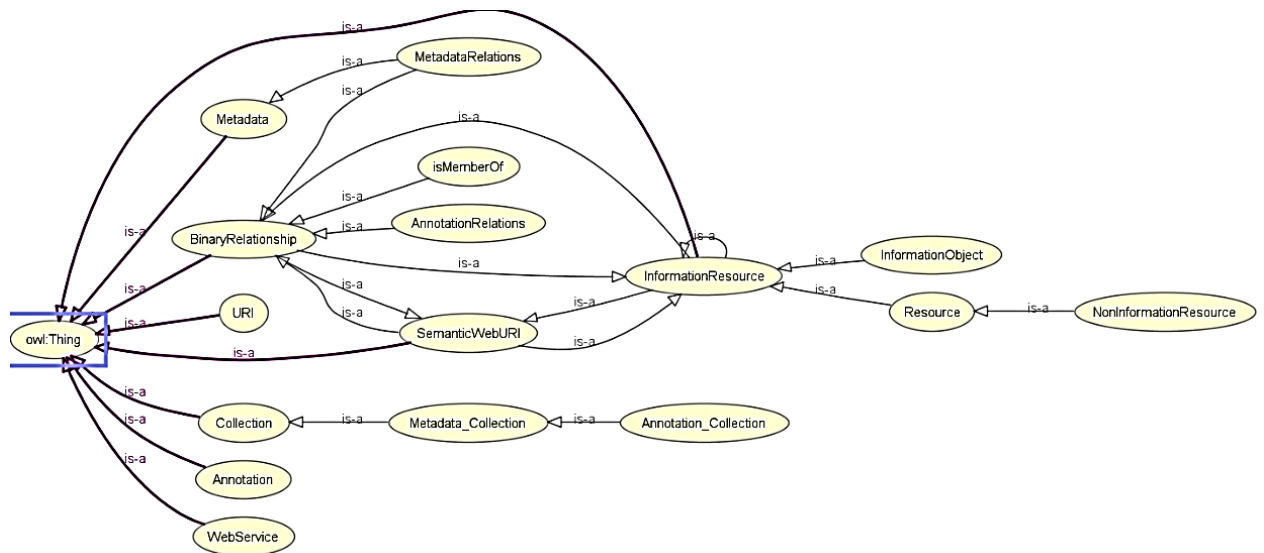 is-a
MetadataRelations
is-a
is-a
Metadata
is-a
isMemberOf
is-a
AnnotationRelations
is-a
is-a
BinaryRelationship
is-a
is-a
InformationObject
is-a
is-a
InformationResource
is-a
is-a
URI
is-a
is-a
is-a
is-a
Resource
is-a
NonInformationResource
is-a
SemanticWebURI
is-a
owl:Thing
is-a
is-a
Collection
is-a
Metadata_Collection
is-a
Annotation_Collection
is-a
is-a
Annotation
WebService